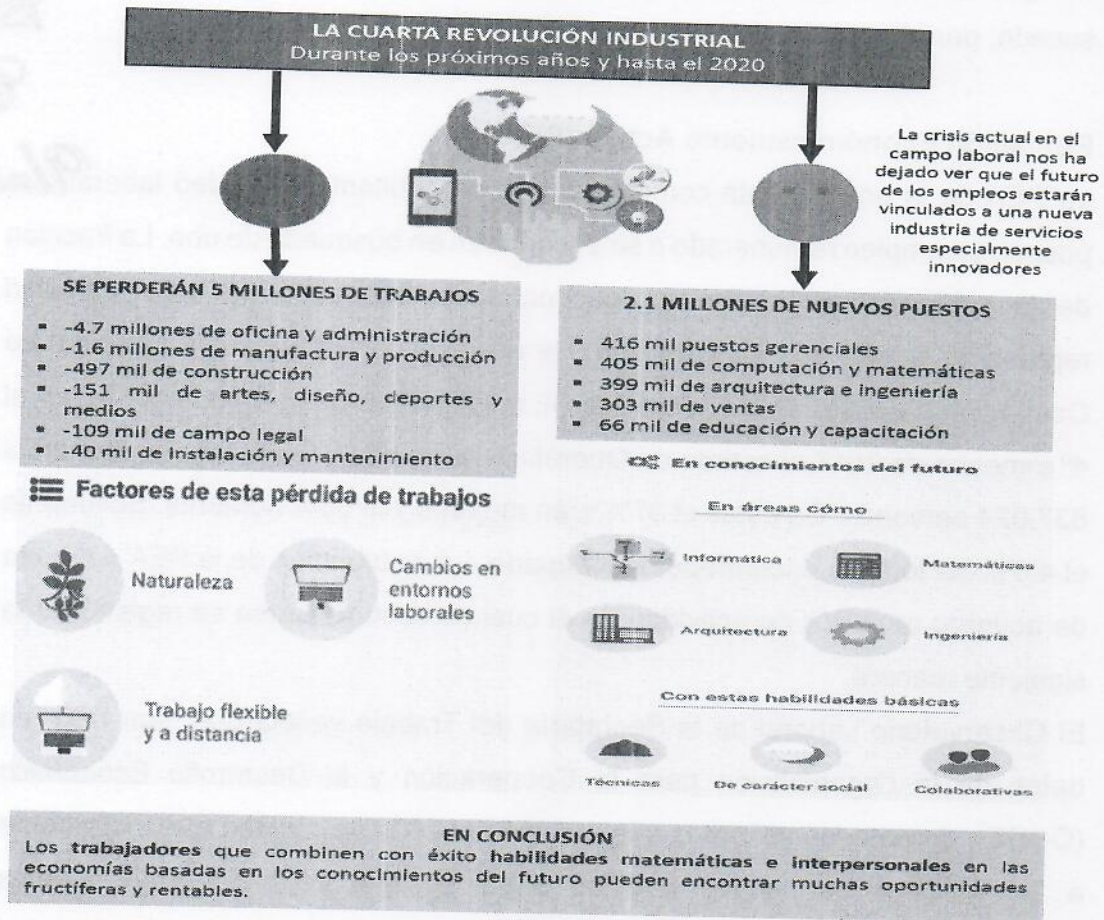 LA CUARTA REVOLUCIÓN INDUSTRIAL
Durante los próximos años y hasta el 2020
La crisis actual en el
campo laboral nos ha
dejado ver que el futuro
de los empleos estarán
vinculados a una nueva
industria de servicios
especialmente
innovadores
SE PERDERÁN 5 MILLONES DE TRABAJOS
▪ -4.7 millones de oficina y administración
▪ -1.6 millones de manufactura y producción
▪ -497 mil de construcción
▪ -151 mil de artes, diseño, deportes y
medios
▪ -109 mil de campo legal
▪ -40 mil de instalación y mantenimiento
2.1 MILLONES DE NUEVOS PUESTOS
▪ 416 mil puestos gerenciales
▪ 405 mil de computación y matemáticas
▪ 399 mil de arquitectura e ingeniería
▪ 303 mil de ventas
▪ 66 mil de educación y capacitación
Factores de esta pérdida de trabajos
Naturaleza
Cambios en
entornos
laborales
Trabajo flexible
y a distancia
En conocimientos del futuro
En áreas cómo
Informática
Matemáticas
Arquitectura
Ingeniería
Con estas habilidades básicas
Técnicas
De carácter social
Colaborativas
EN CONCLUSIÓN
Los trabajadores que combinen con éxito habilidades matemáticas e interpersonales en las
economías basadas en los conocimientos del futuro pueden encontrar muchas oportunidades
fructíferas y rentables.